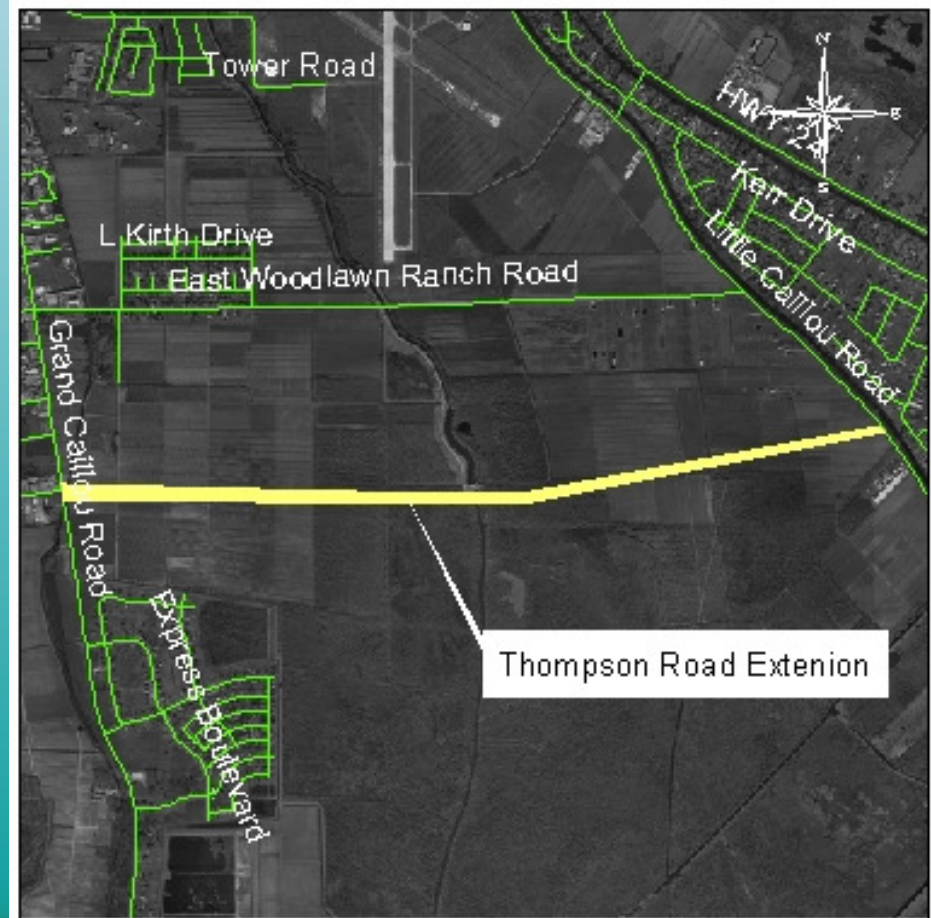 Tower Road
N
HWY 24
E
S
Kerr Drive
L Kirth Drive
Little Caillou Road
East Woodlawn Ranch Road
Grand Caillou Road
Express Boulevard
Thompson Road Extenion